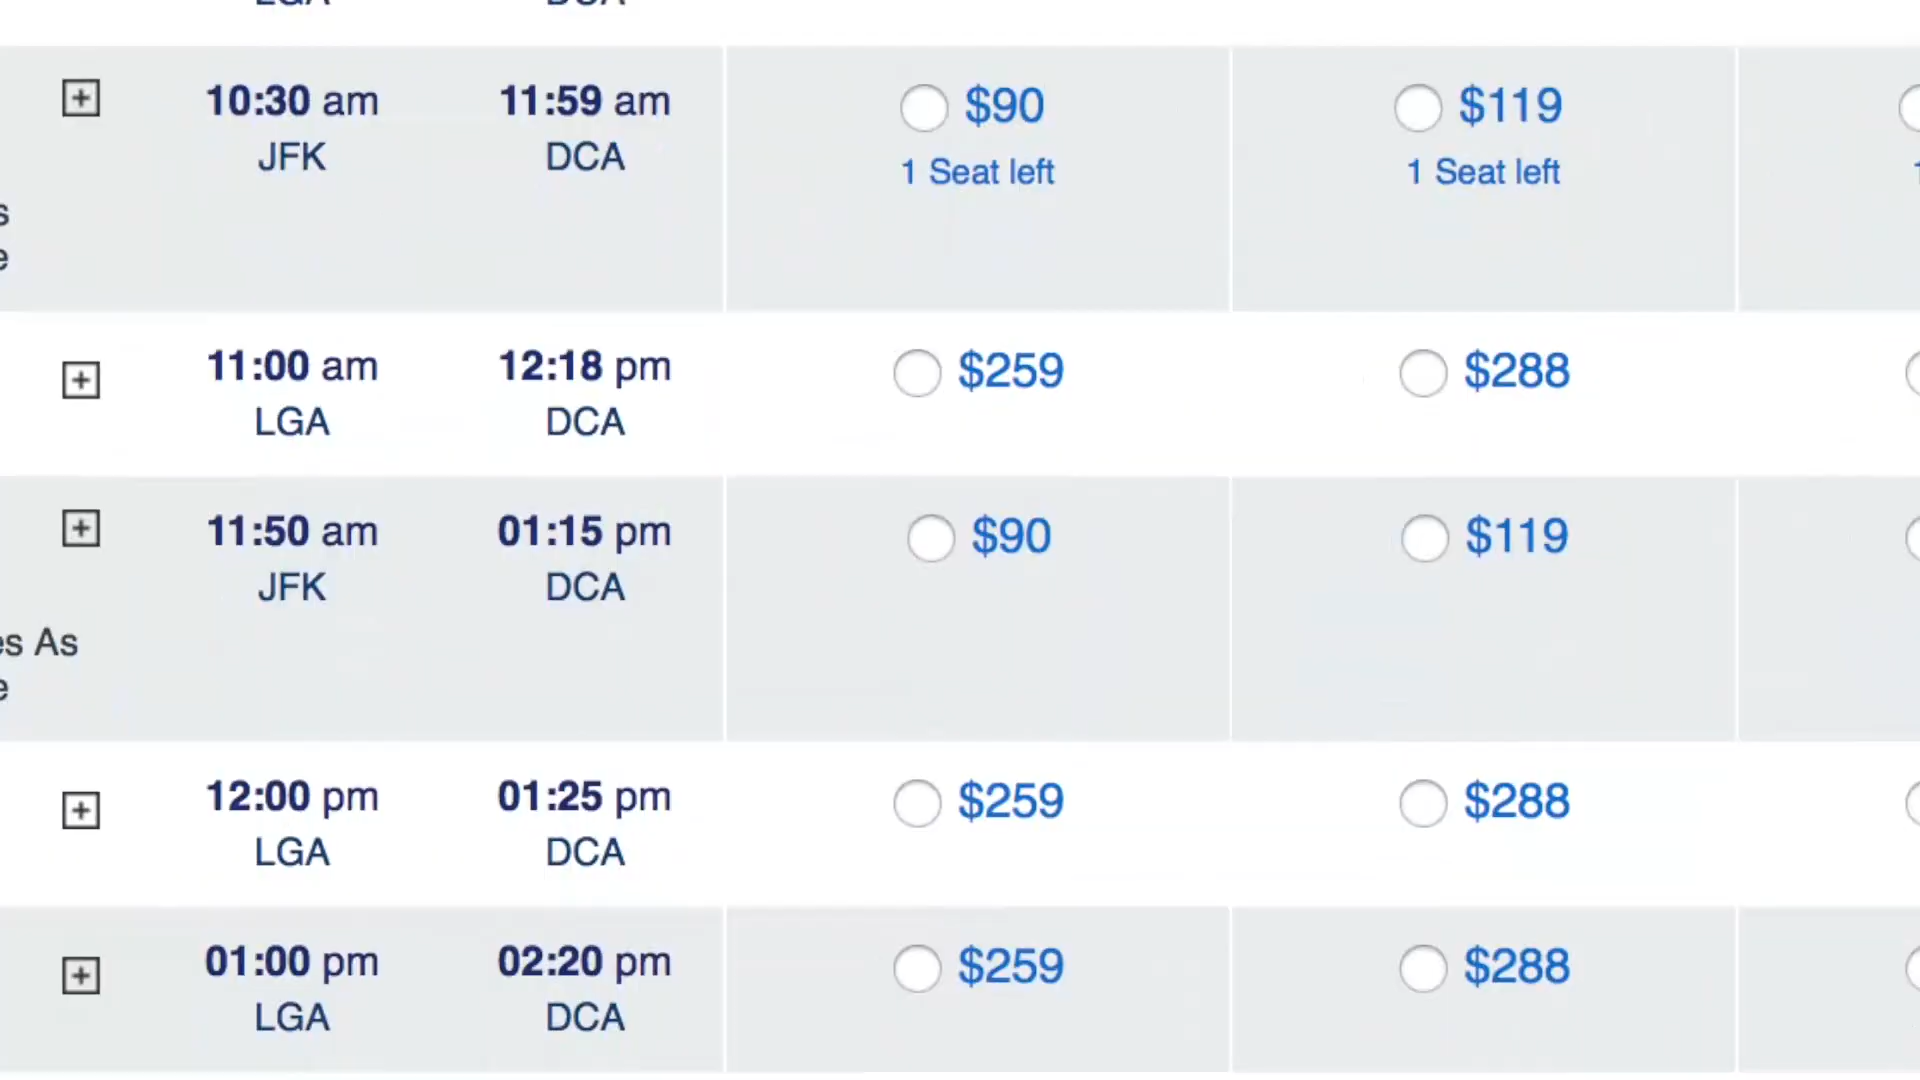 10:30 am 11:59 am $90 $119
JFK DCA 1 Seat left 1 Seat left
11:00 am 12:18 pm $259 $288
LGA DCA
11:50 am 01:15 pm $90 $119
JFK DCA
As
12:00 pm 01:25 pm $259 $288
LGA DCA
01:00 pm 02:20 pm $259 $288
LGA DCA